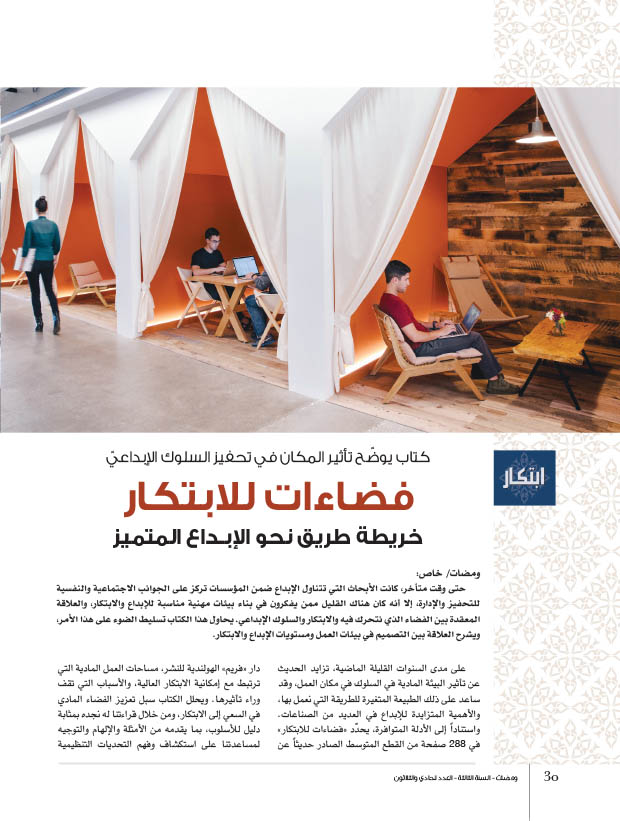 كتاب يوضّح تأثير المكان في تحفيز السلوك الإبداعيّ
ابتكار
فضاءات للابتكار
خريطة طريق نحو الإبـداع المتميز
ومضات/ خاص:
حتى وقت متأخر، كانت الأبحاث التي تتناول الإبداع ضمن المؤسسات تركز على الجوانب الاجتماعية والنفسية
للتحفيز والإدارة، إلا أنه كان هناك القليل ممن يفكرون في بناء بيئات مهنية مناسبة للإبداع والابتكار، والعلاقة
المعقدة بين الفضاء الذي نتحرك فيه والابتكار والسلوك الإبداعي. يحاول هذا الكتاب تسليط الضوء على هذا الأمر،
ويشرح العلاقة بين التصميم في بيئات العمل ومستويات الإبداع والابتكار.
على مدى السنوات القليلة الماضية، تزايد الحديث
عن تأثير البيئة المادية في السلوك في مكان العمل، وقد
ساعد على ذلك الطبيعة المتغيرة للطريقة التي نعمل بها،
والأهمية المتزايدة للإبداع في العديد من الصناعات.
واستناداً إلى الأدلة المتوافرة، يحدّد «فضاءات للابتكار»
في 288 صفحة من القطع المتوسط الصادر حديثاً عن
دار «فريم» الهولندية للنشر، مساحات العمل المادية التي
ترتبط مع إمكانية الابتكار العالية، والأسباب التي تقف
وراء تأثيرها. ويحلل الكتاب سبل تعزيز الفضاء المادي
في السعي إلى الابتكار، ومن خلال قراءتنا له نجده بمثابة
دليل للأسلوب، بما يقدمه من الأمثلة والإلهام والتوجيه
لمساعدتنا على استكشاف وفهم التحديات التنظيمية
30
ومضات - السنة الثالثة - العدد الحادي والثلاثون